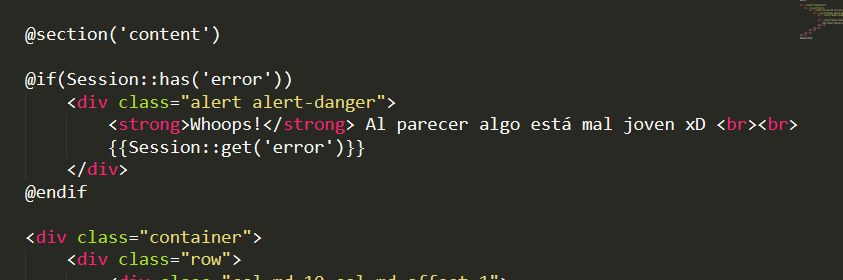 @section('content')
@if(Session::has('error'))
<div class="alert alert-danger">
<strong>Whoops!</strong> Al parecer algo está mal joven xD <br><br>
{{Session::get('error')}}
</div>
@endif
<div class="container">
<div class="row">